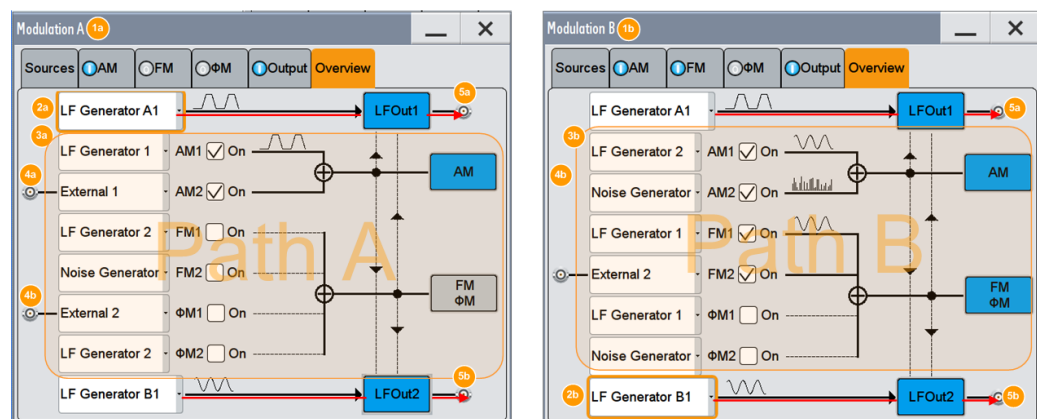 Modulation A 1a
Sources AM FM ΦM Output Overview
2a LF Generator A1 LFOut1 5a
3a
LF Generator 1 AM1 On
4a
External 1 AM2 On AM
LF Generator 2 FM1 On
Path A
Noise Generator FM2 On
4b
External 2 ΦM1 On FM ΦM
LF Generator 2 ΦM2 On
LF Generator B1 LFOut2 5b
Modulation B 1b
Sources AM FM ΦM Output Overview
LF Generator A1 LFOut1 5a
3b
LF Generator 2 AM1 On
4b
Noise Generator AM2 On AM
LF Generator 1 FM1 On
Path B
External 2 FM2 On FM ΦM
LF Generator 1 ΦM1 On
Noise Generator ΦM2 On
2b LF Generator B1 LFOut2 5b